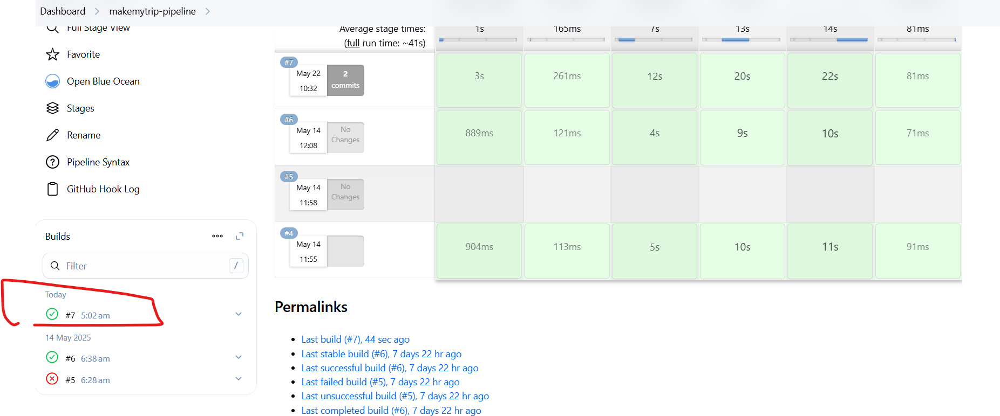 Dashboard > makemytrip-pipeline >
Full Stage View
Favorite
Open Blue Ocean
Stages
Rename
Pipeline Syntax
GitHub Hook Log
Builds
Filter /
Today
#7 5:02 am
14 May 2025
#6 6:38 am
#5 6:28 am
Average stage times: 1s 165ms 7s 13s 14s 81ms
(full run time: ~41s)
#7
May 22 2
10:32 commits
3s 261ms 12s 20s 22s 81ms
#6
May 14 No
12:08 Changes
889ms 121ms 4s 9s 10s 71ms
#5
May 14 No
11:58 Changes
#4
May 14
11:55
904ms 113ms 5s 10s 11s 91ms
Permalinks
Last build (#7), 44 sec ago
Last stable build (#6), 7 days 22 hr ago
Last successful build (#6), 7 days 22 hr ago
Last failed build (#5), 7 days 22 hr ago
Last unsuccessful build (#5), 7 days 22 hr ago
Last completed build (#6), 7 days 22 hr ago